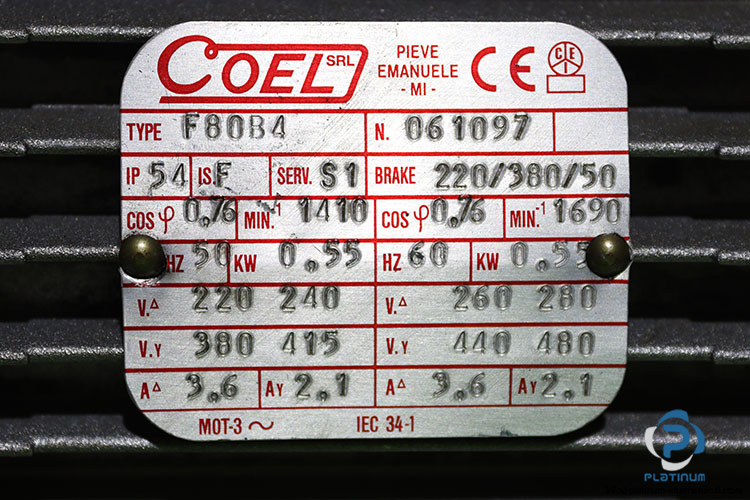 COEL SRL
PIEVE
EMANUELE
- MI -
CE
CEI
TYPE F80B4 N. 061097
IP 54 IS. F SERV. S1 BRAKE 220/380/50
COS φ 0,76 MIN.-1 1410 COS φ 0,76 MIN.-1 1690
HZ 50 KW 0.55 HZ 60 KW 0.55
V.Δ 220 240 260 280
V.Y 380 415 440 480
AΔ 3.6 AY 2.1 AΔ 3.6 AY 2.1
MOT-3 ~ IEC 34-1
PLATINUM